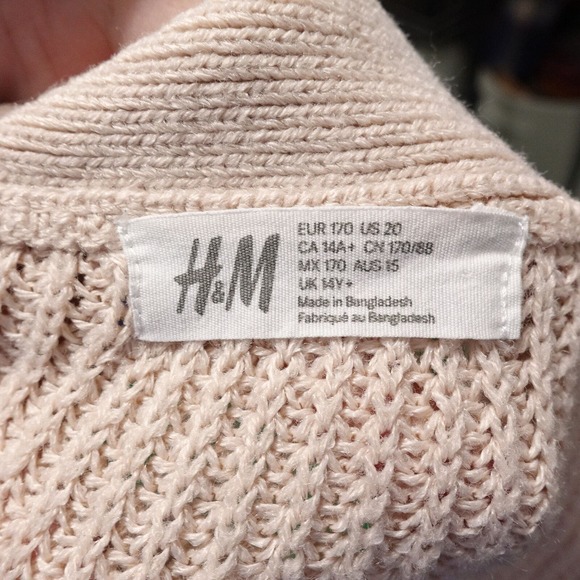 H&M
EUR 170 US 20
CA 14A+ CN 170/88
MX 170 AUS 15
UK 14Y+
Made in Bangladesh
Fabriqué au Bangladesh